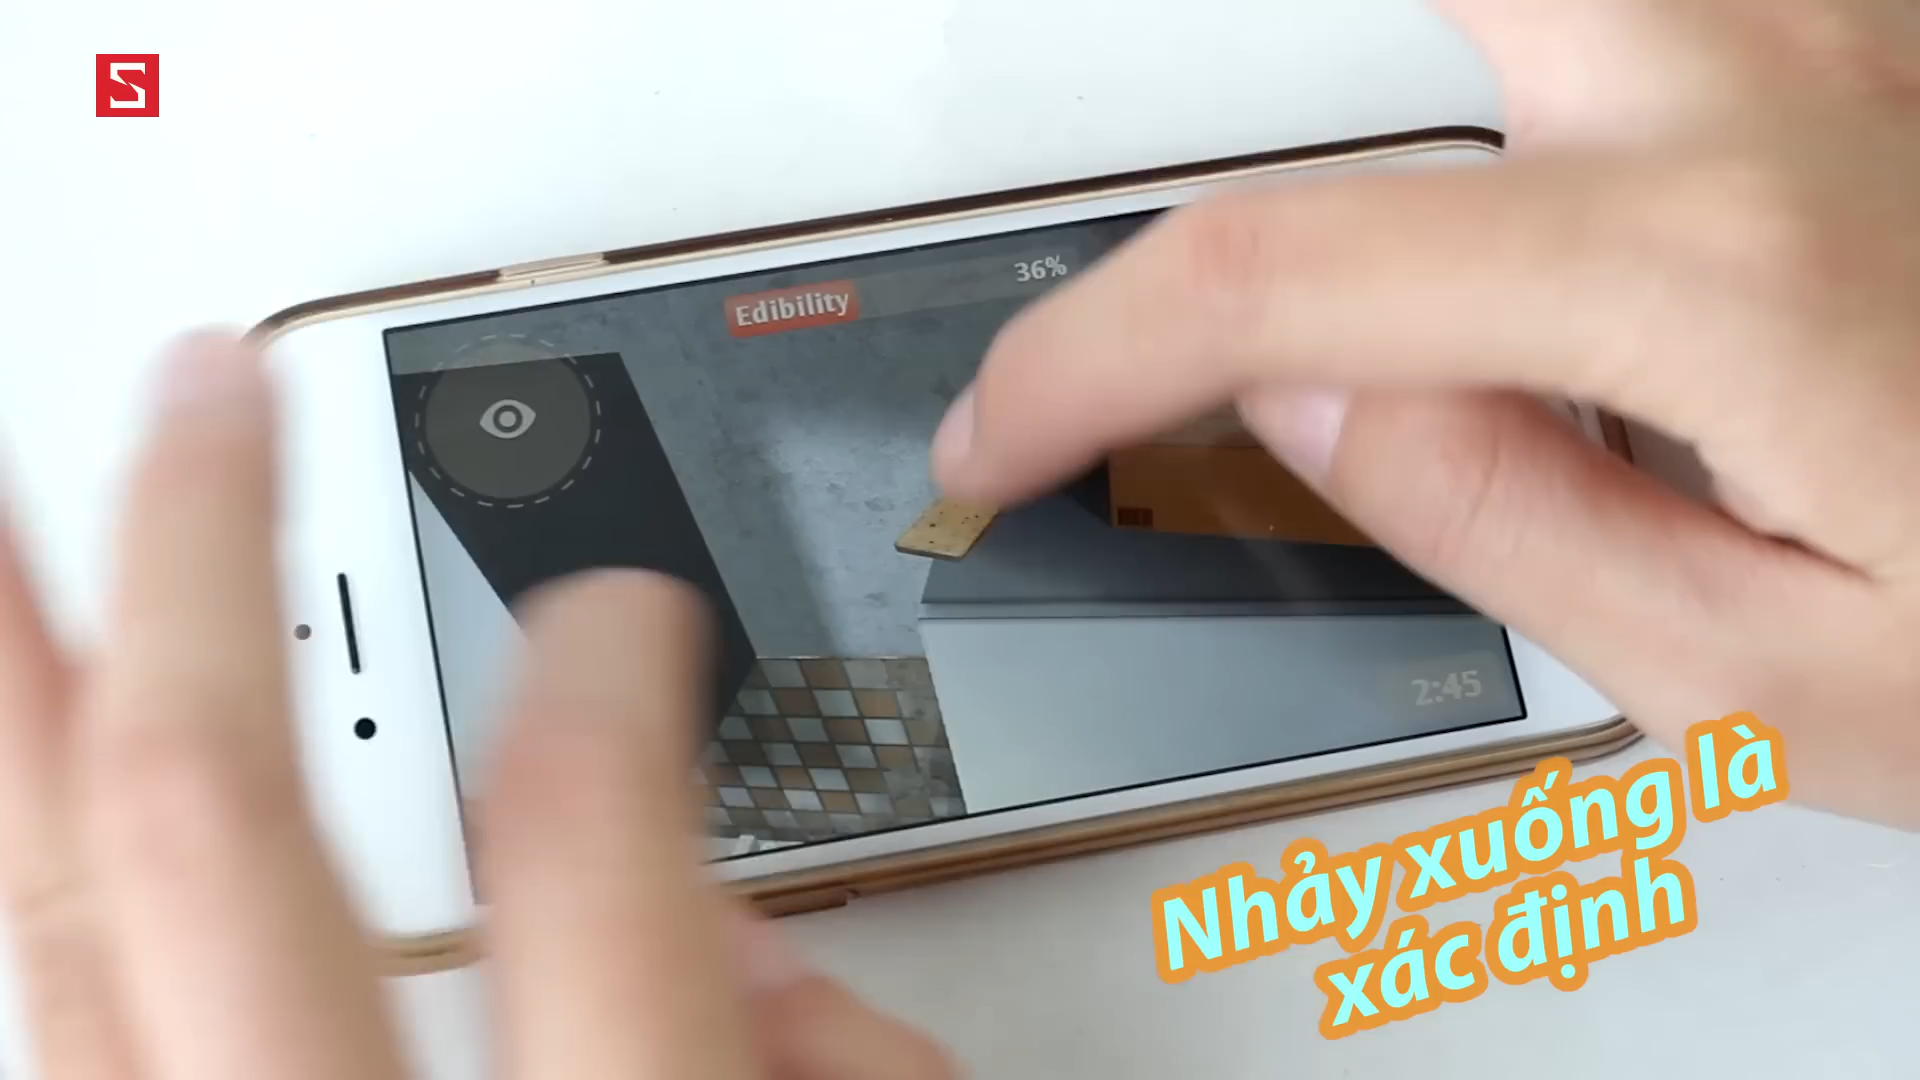 S
36%
Edibility
2:45
Nhảy xuống là
xác định